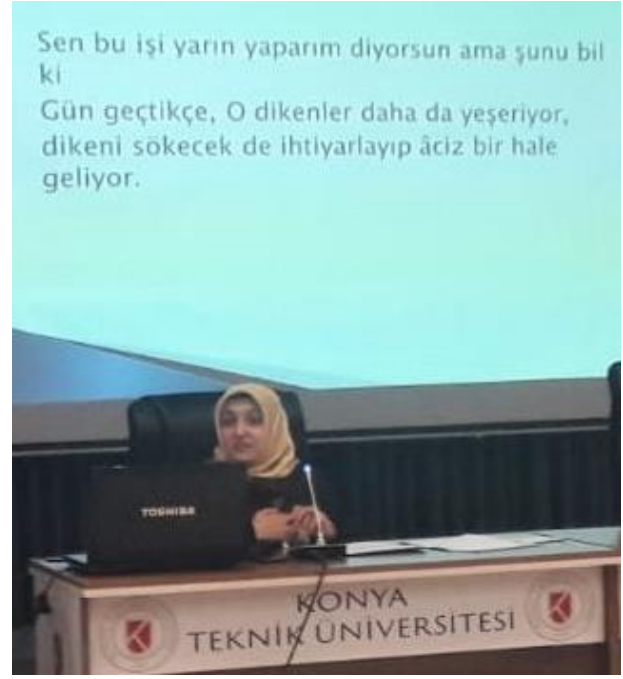 Sen bu işi yarın yaparım diyorsun ama şunu bil
ki
Gün geçtikçe, O dikenler daha da yeşeriyor,
dikeni sökecek de ihtiyarlayıp âciz bir hale
geliyor.
TOSHIBA
KONYA
TEKNİK ÜNİVERSİTESİ